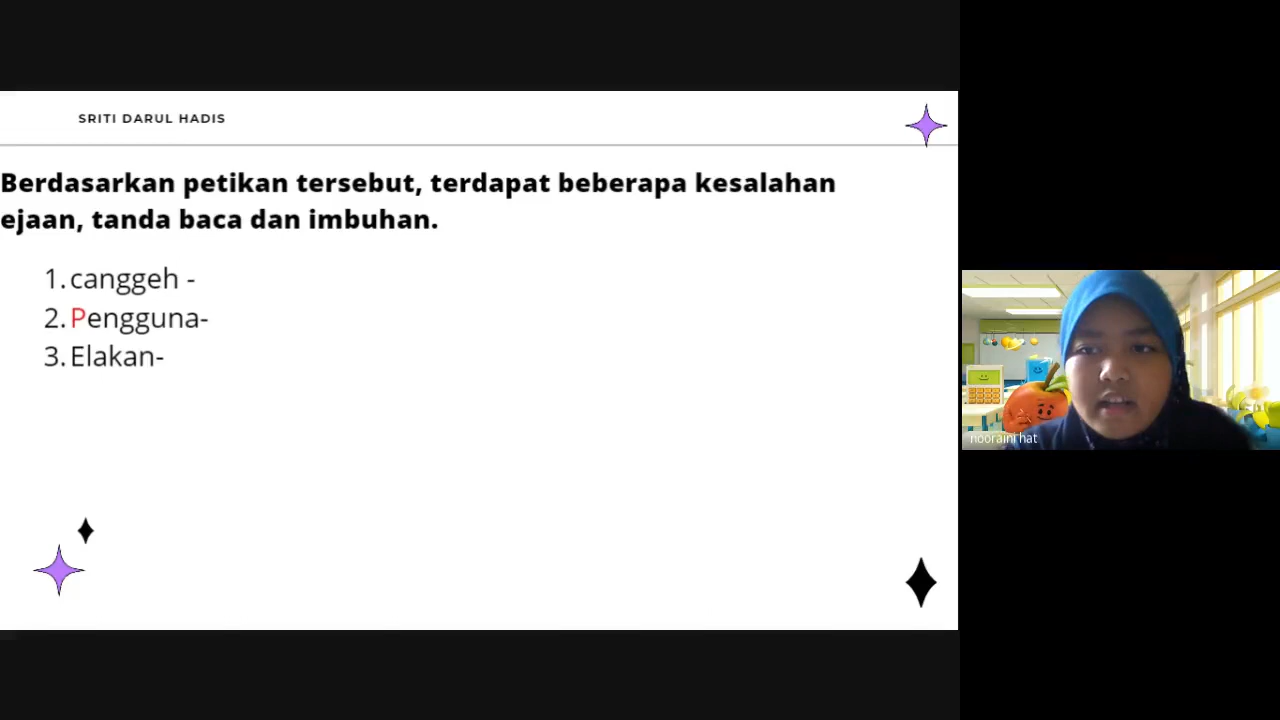 SRITI DARUL HADIS
Berdasarkan petikan tersebut, terdapat beberapa kesalahan
ejaan, tanda baca dan imbuhan.
1. canggeh -
2. Pengguna-
3. Elakan-
nooraini hat